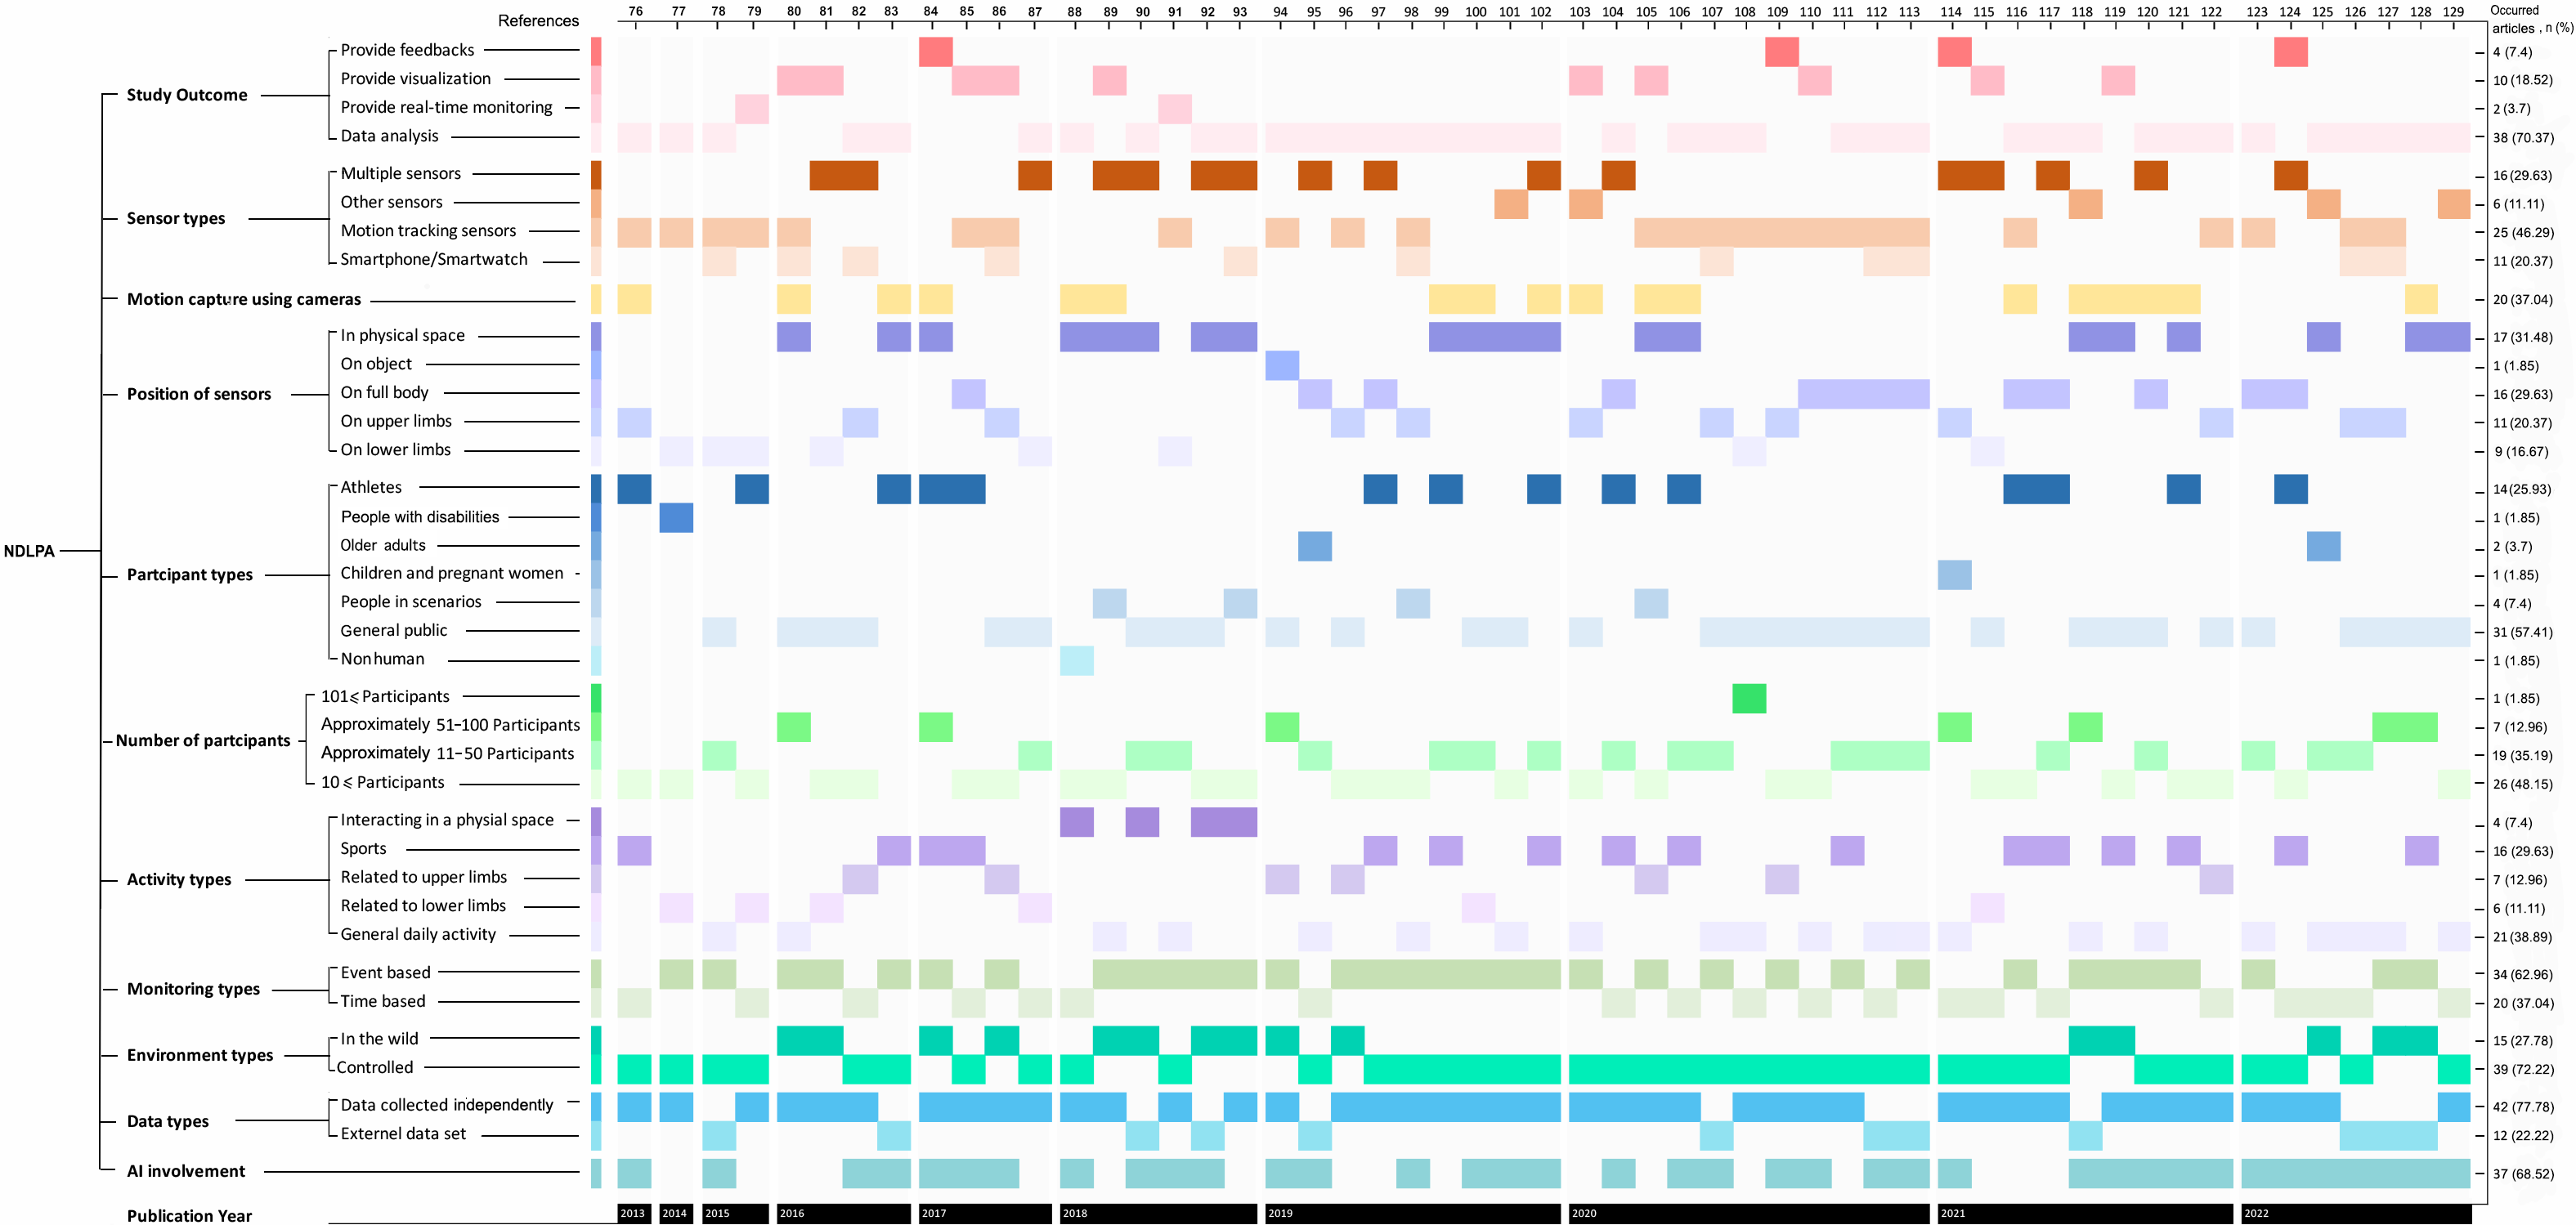 References 76 77 78 79 80 81 82 83 84 85 86 87 88 89 90 91 92 93 94 95 96 97 98 99 100 101 102 103 104 105 106 107 108 109 110 111 112 113 114 115 116 117 118 119 120 121 122 123 124 125 126 127 128 129 Occurred
articles , n (%)
Provide feedbacks 4 (7.4)
Provide visualization 10 (18.52)
Study Outcome
Provide real-time monitoring 2 (3.7)
Data analysis 38 (70.37)
Multiple sensors 16 (29.63)
Other sensors 6 (11.11)
Sensor types
Motion tracking sensors 25 (46.29)
Smartphone/Smartwatch 11 (20.37)
Motion capture using cameras 20 (37.04)
In physical space 17 (31.48)
On object 1 (1.85)
Position of sensors
On full body 16 (29.63)
On upper limbs 11 (20.37)
On lower limbs 9 (16.67)
Athletes 14 (25.93)
People with disabilities 1 (1.85)
Older adults 2 (3.7)
NDLPA
Partcipant types
Children and pregnant women 1 (1.85)
People in scenarios 4 (7.4)
General public 31 (57.41)
Non human 1 (1.85)
101⩽ Participants 1 (1.85)
Approximately 51–100 Participants 7 (12.96)
Number of partcipants
Approximately 11–50 Participants 19 (35.19)
10 ⩽ Participants 26 (48.15)
Interacting in a physial space 4 (7.4)
Sports 16 (29.63)
Activity types
Related to upper limbs 7 (12.96)
Related to lower limbs 6 (11.11)
General daily activity 21 (38.89)
Event based 34 (62.96)
Monitoring types
Time based 20 (37.04)
In the wild 15 (27.78)
Environment types
Controlled 39 (72.22)
Data collected independently 42 (77.78)
Data types
Externel data set 12 (22.22)
AI involvement 37 (68.52)
Publication Year 2013 2014 2015 2016 2017 2018 2019 2020 2021 2022